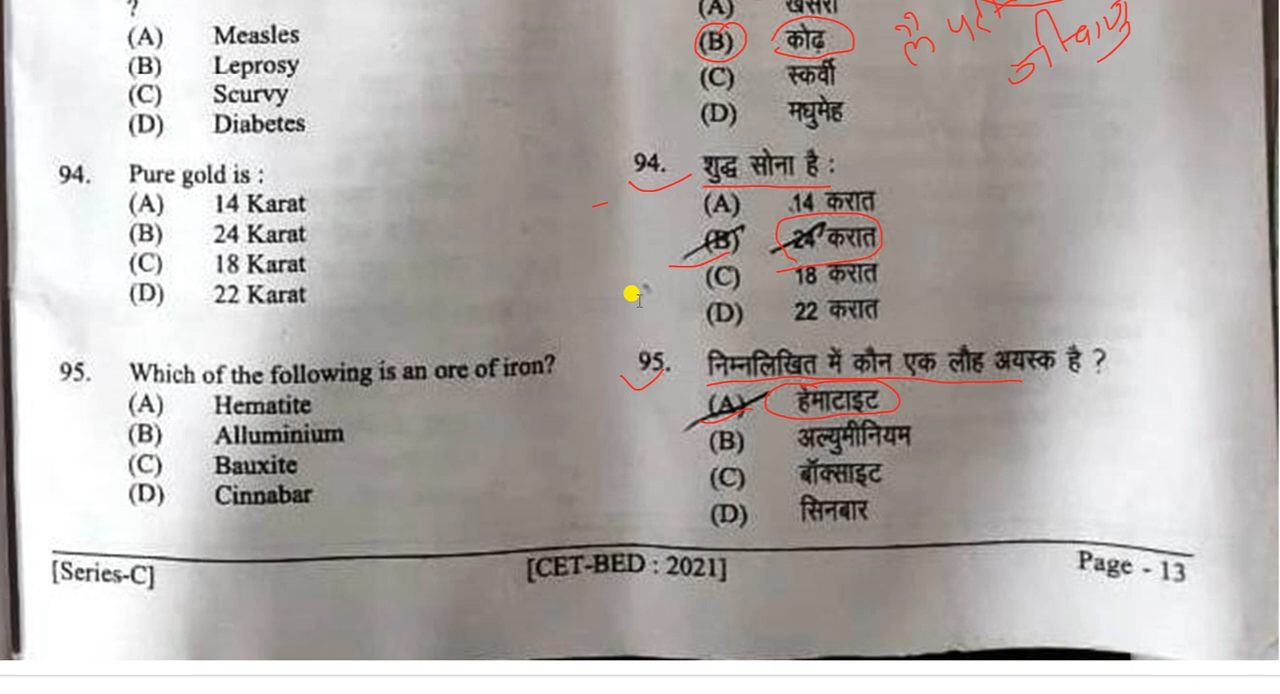 ?
(A) Measles
(B) Leprosy
(C) Scurvy
(D) Diabetes
94. Pure gold is :
(A) 14 Karat
(B) 24 Karat
(C) 18 Karat
(D) 22 Karat
95. Which of the following is an ore of iron?
(A) Hematite
(B) Alluminium
(C) Bauxite
(D) Cinnabar
(A) खसरा
(B) कोढ़
(C) स्कर्वी
(D) मधुमेह
94. शुद्ध सोना है :
(A) 14 करात
(B) 24 करात
(C) 18 करात
(D) 22 करात
95. निम्नलिखित में कौन एक लौह अयस्क है ?
(A) हेमाटाइट
(B) अल्युमीनियम
(C) बॉक्साइट
(D) सिनबार
जीवाणु
[Series-C] [CET-BED : 2021] Page - 13